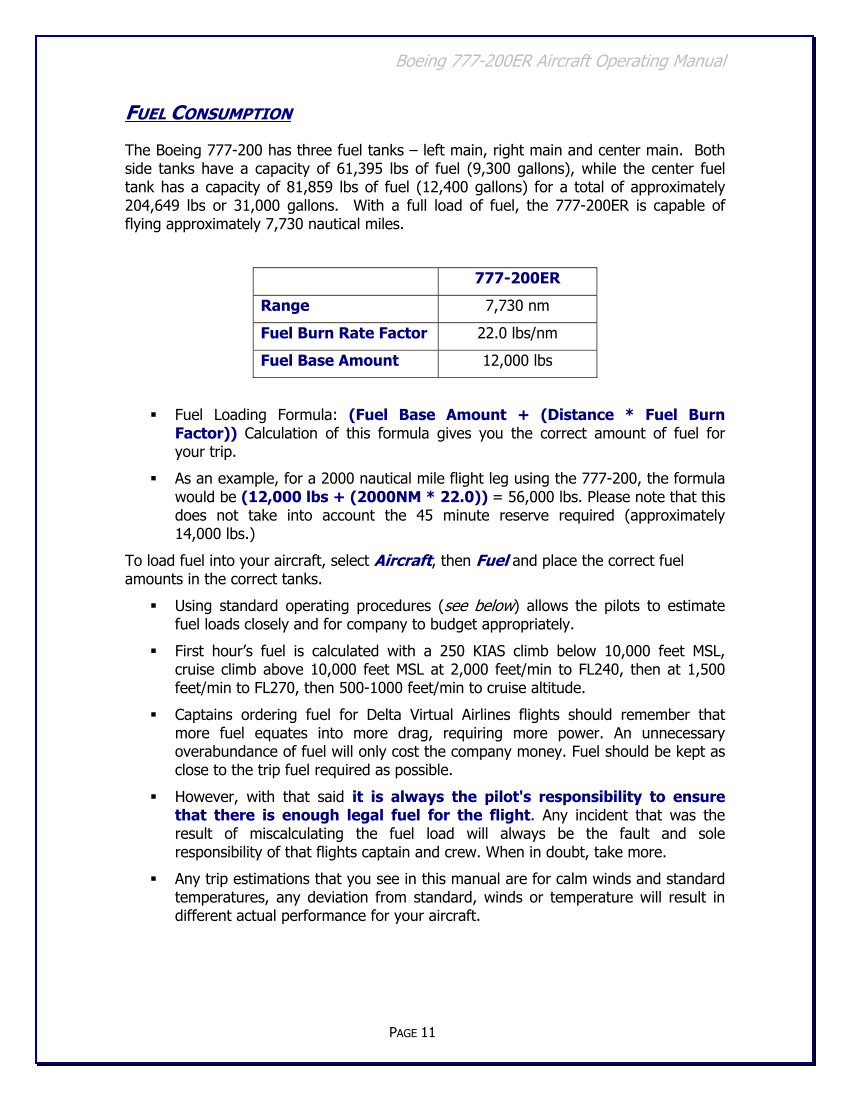 Boeing 777-200ER Aircraft Operating Manual
FUEL CONSUMPTION
The Boeing 777-200 has three fuel tanks – left main, right main and center main. Both
side tanks have a capacity of 61,395 lbs of fuel (9,300 gallons), while the center fuel
tank has a capacity of 81,859 lbs of fuel (12,400 gallons) for a total of approximately
204,649 lbs or 31,000 gallons. With a full load of fuel, the 777-200ER is capable of
flying approximately 7,730 nautical miles.
777-200ER
Range 7,730 nm
Fuel Burn Rate Factor 22.0 lbs/nm
Fuel Base Amount 12,000 lbs
▪ Fuel Loading Formula: (Fuel Base Amount + (Distance * Fuel Burn
Factor)) Calculation of this formula gives you the correct amount of fuel for
your trip.
▪ As an example, for a 2000 nautical mile flight leg using the 777-200, the formula
would be (12,000 lbs + (2000NM * 22.0)) = 56,000 lbs. Please note that this
does not take into account the 45 minute reserve required (approximately
14,000 lbs.)
To load fuel into your aircraft, select Aircraft, then Fuel and place the correct fuel
amounts in the correct tanks.
▪ Using standard operating procedures (see below) allows the pilots to estimate
fuel loads closely and for company to budget appropriately.
▪ First hour's fuel is calculated with a 250 KIAS climb below 10,000 feet MSL,
cruise climb above 10,000 feet MSL at 2,000 feet/min to FL240, then at 1,500
feet/min to FL270, then 500-1000 feet/min to cruise altitude.
▪ Captains ordering fuel for Delta Virtual Airlines flights should remember that
more fuel equates into more drag, requiring more power. An unnecessary
overabundance of fuel will only cost the company money. Fuel should be kept as
close to the trip fuel required as possible.
▪ However, with that said it is always the pilot's responsibility to ensure
that there is enough legal fuel for the flight. Any incident that was the
result of miscalculating the fuel load will always be the fault and sole
responsibility of that flights captain and crew. When in doubt, take more.
▪ Any trip estimations that you see in this manual are for calm winds and standard
temperatures, any deviation from standard, winds or temperature will result in
different actual performance for your aircraft.
PAGE 11